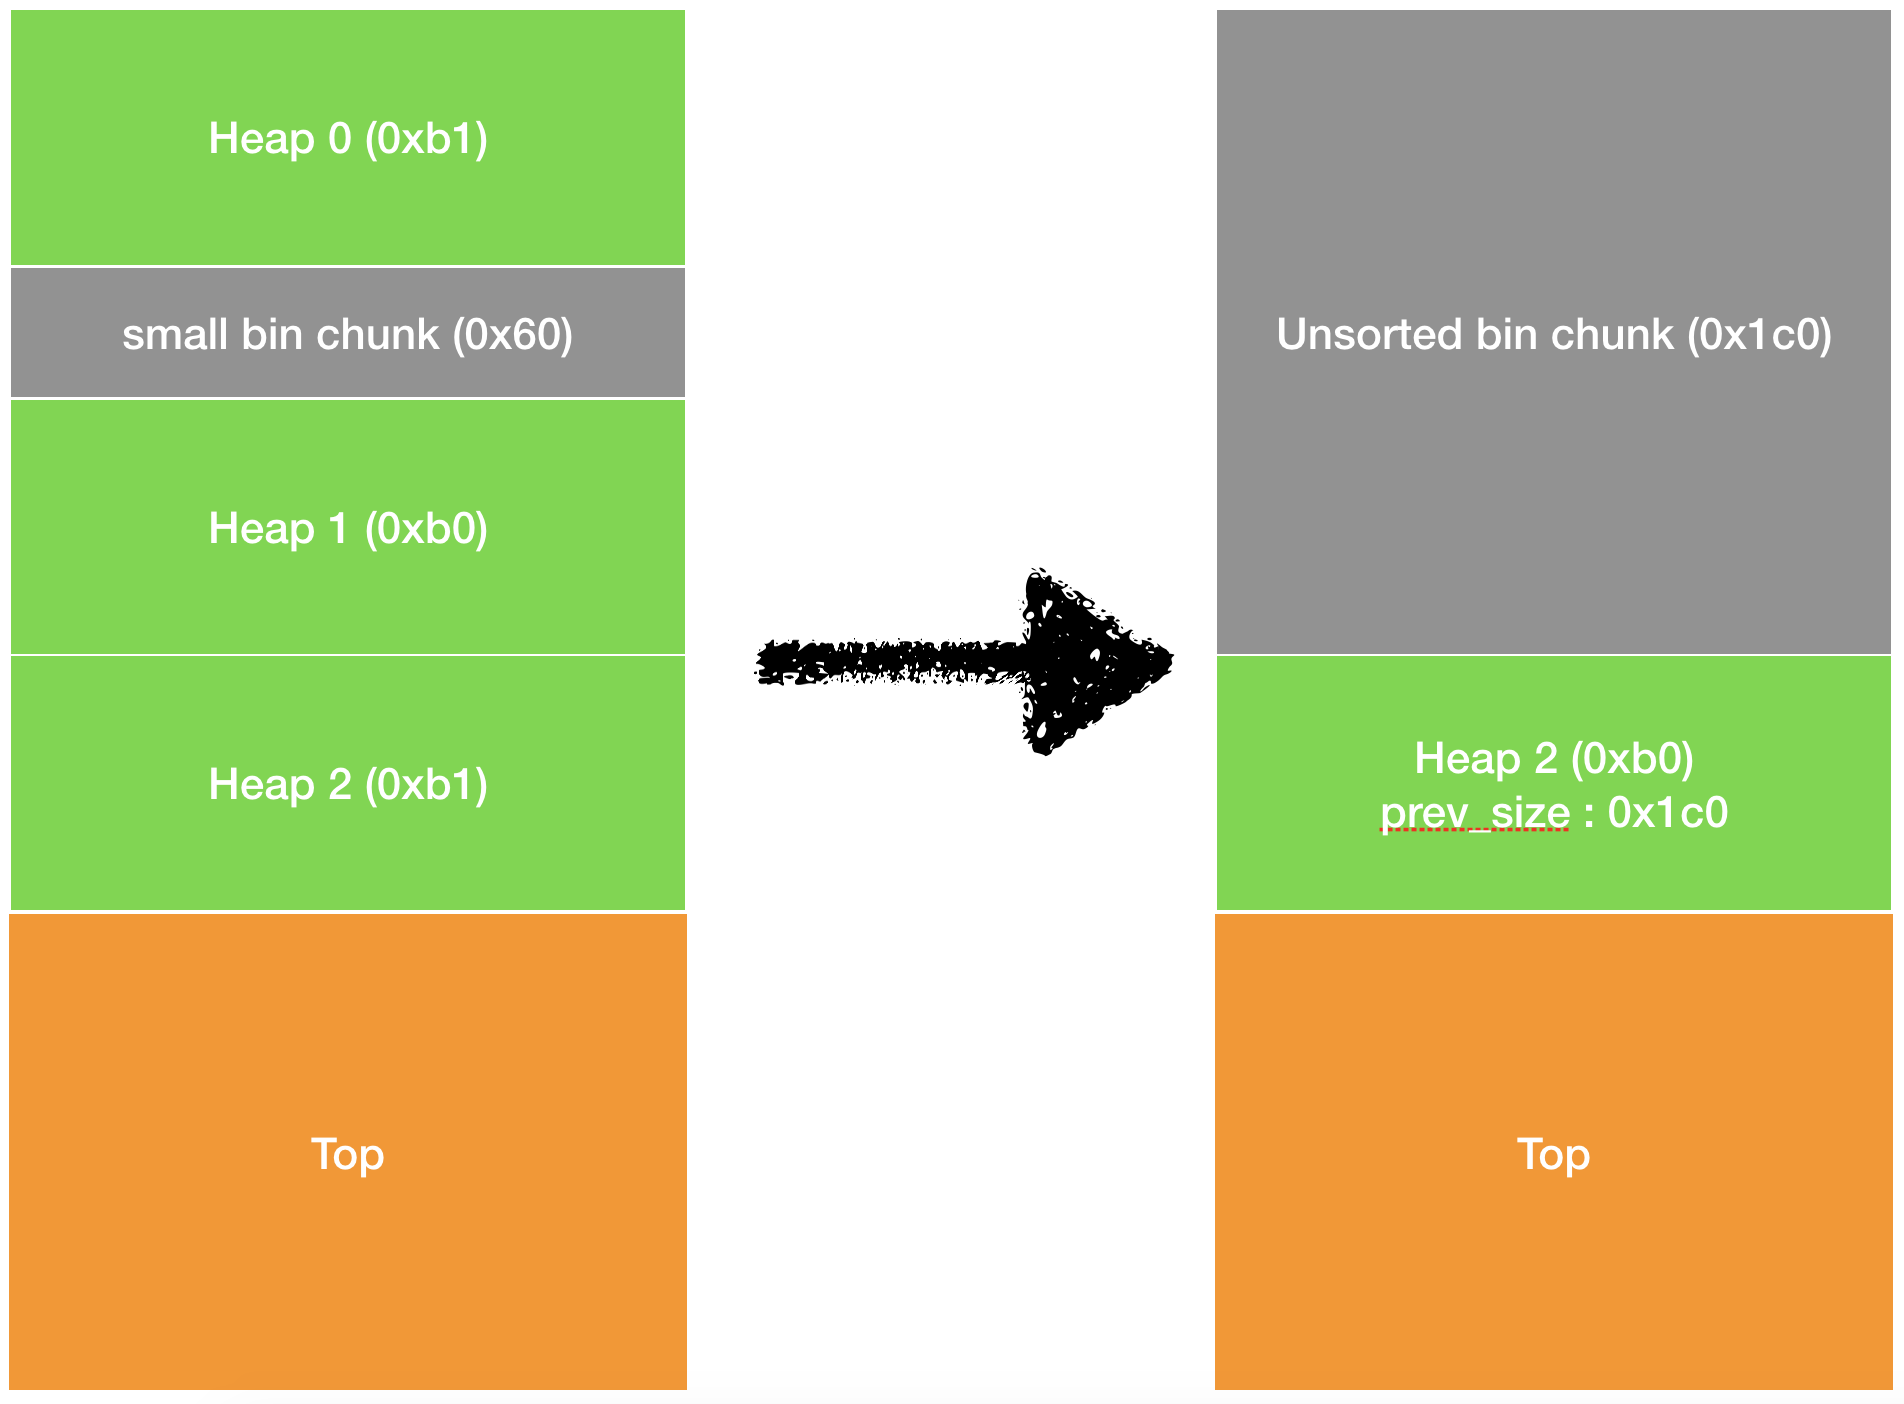 Heap 0 (0xb1)
small bin chunk (0x60)
Heap 1 (0xb0)
Heap 2 (0xb1)
Top
Unsorted bin chunk (0x1c0)
Heap 2 (0xb0)
prev_size : 0x1c0
Top